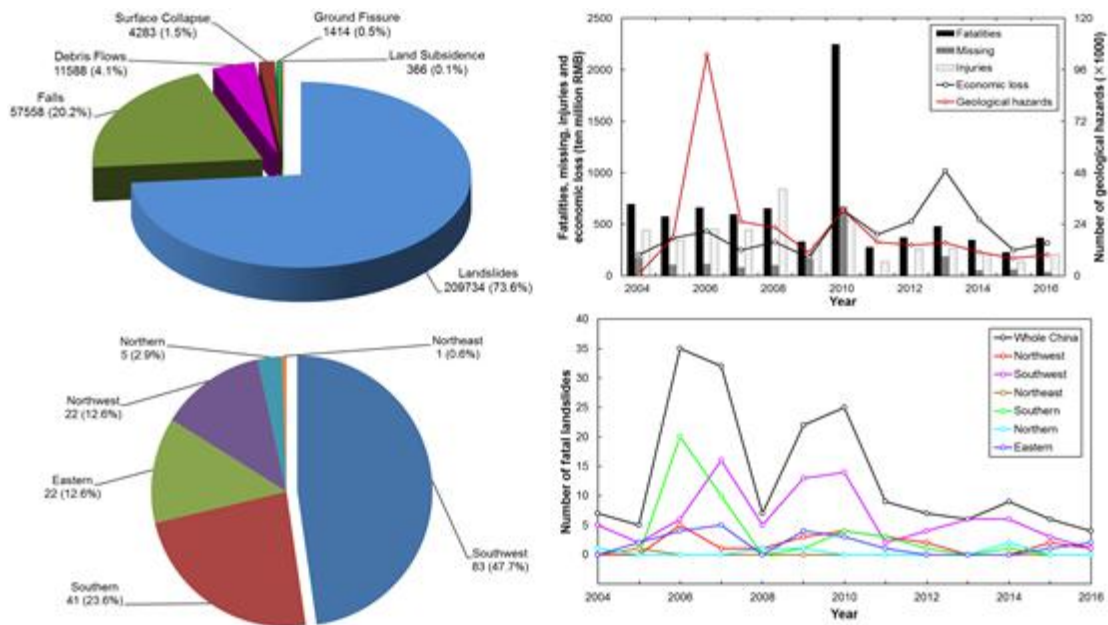 Surface Collapse
4283 (1.5%)
Ground Fissure
1414 (0.5%)
Debris Flows
11588 (4.1%)
Land Subsidence
366 (0.1%)
Falls
57558 (20.2%)
Landslides
209734 (73.6%)
Fatalities, missing, injuries and
economic loss (ten million RMB)
2500
2000
1500
1000
500
0
Fatalities
Missing
Injuries
Economic loss
Geological hazards
120
96
72
48
24
0
Number of geological hazards (×1000)
2004 2006 2008 2010 2012 2014 2016
Year
Northern
5 (2.9%)
Northeast
1 (0.6%)
Northwest
22 (12.6%)
Eastern
22 (12.6%)
Southern
41 (23.6%)
Southwest
83 (47.7%)
Number of fatal landslides
40
35
30
25
20
15
10
5
0
Whole China
Northwest
Southwest
Northeast
Southern
Northern
Eastern
2004 2006 2008 2010 2012 2014 2016
Year